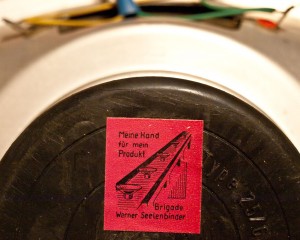 Meine Hand
für mein
Produkt
Brigade
Werner Seelenbinder